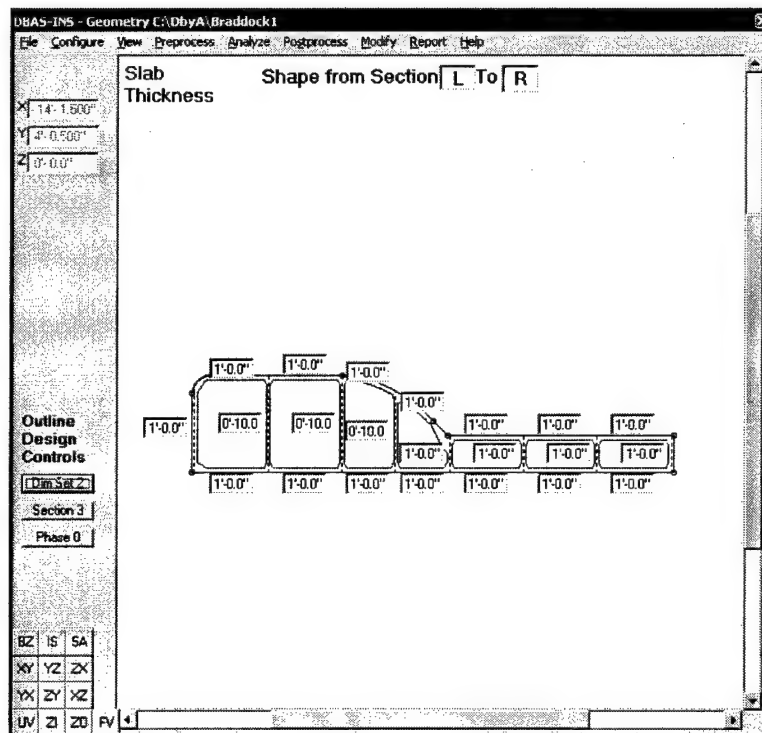 DBAS-INS - Geometry C:\DbyA\Braddock1
File Configure View Preprocess Analyze Postprocess Modify Report Help
Slab Thickness
Shape from Section L To R
X -14'-1.500"
Y 4'-0.500"
Z 0'-0.0"
1'-0.0" 1'-0.0" 1'-0.0"
1'-0.0"
1'-0.0" 0'-10.0 0'-10.0 0'-10.0 1'-0.0" 1'-0.0" 1'-0.0"
1'-0.0" 1'-0.0" 1'-0.0" 1'-0.0"
1'-0.0" 1'-0.0" 1'-0.0" 1'-0.0" 1'-0.0" 1'-0.0" 1'-0.0"
Outline
Design
Controls
Dim Set 2
Section 3
Phase 0
BZ IS SA
XY YZ ZX
YX ZY XZ
UV ZI ZO FV